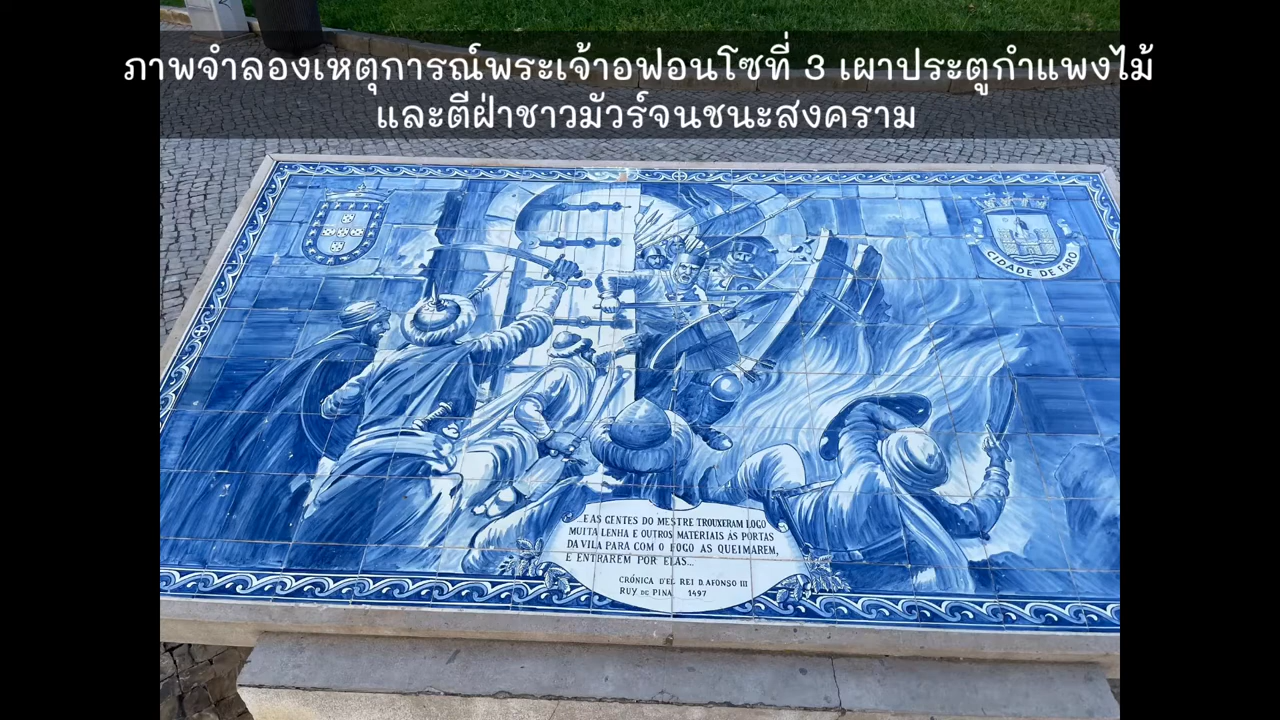 ภาพจำลองเหตุการณ์พระเจ้าอฟอนโซที่ 3 เผาประตูกำแพงไม้
และตีฝ่าชาวมัวร์จนชนะสงคราม
CIDADE DE FARO
...E AS GENTES DO MESTRE TROUXERAM LOGO
MUITA LENHA E OUTROS MATERIAIS ÀS PORTAS
DA VILA PARA COM O FOGO AS QUEIMAREM,
E ENTRAREM POR ELAS...
CRÓNICA D'EL REI D. AFONSO III
RUY DE PINA 1497